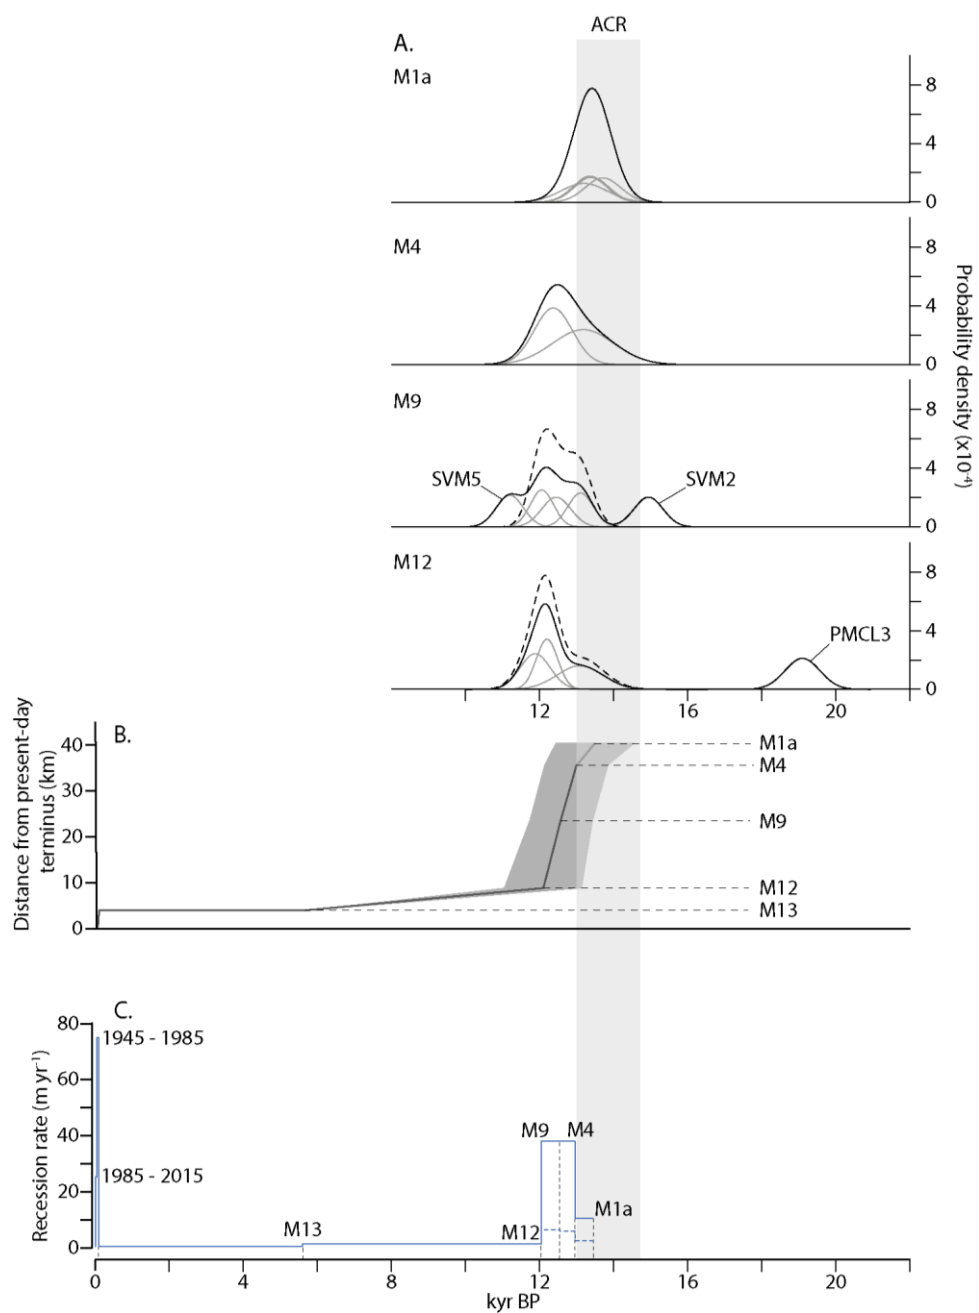 ACR
A.
M1a
8
4
0
M4
8
4
0
Probability density (x10⁻⁴)
M9
8
SVM5
SVM2
4
0
M12
8
PMCL3
4
0
12
16
20
B.
Distance from present-day
terminus (km)
40
30
20
10
0
M1a
M4
M9
M12
M13
C.
Recession rate (m yr⁻¹)
80
60
40
20
0
1945 - 1985
1985 - 2015
M9
M4
M1a
M13
M12
0
4
8
12
16
20
kyr BP